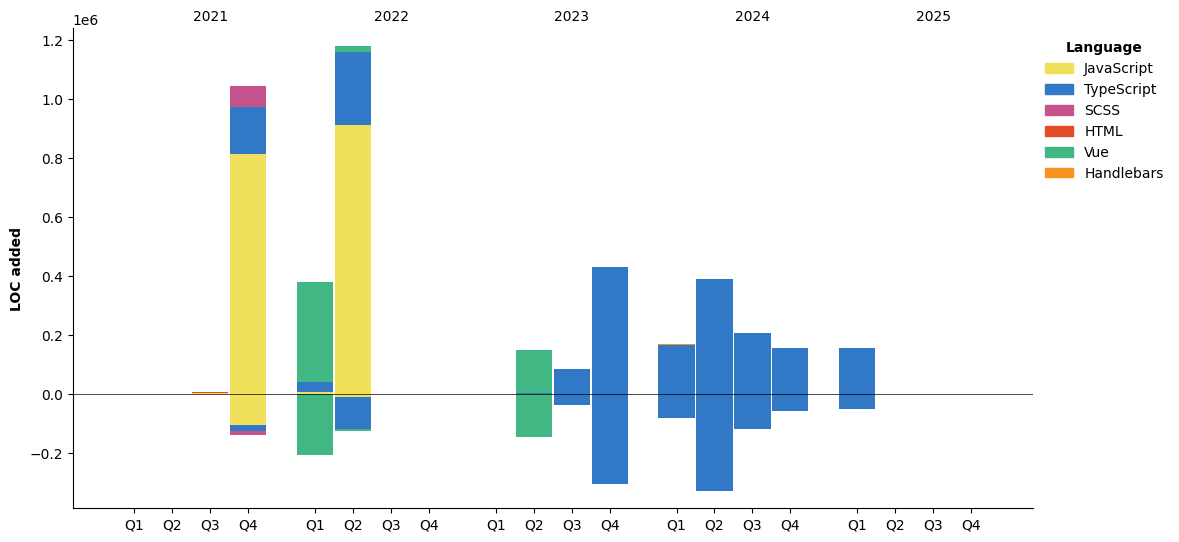 1e6
2021 2022 2023 2024 2025
1.2
1.0
0.8
0.6
0.4
0.2
0.0
−0.2
LOC added
Q1 Q2 Q3 Q4 Q1 Q2 Q3 Q4 Q1 Q2 Q3 Q4 Q1 Q2 Q3 Q4 Q1 Q2 Q3 Q4
Language
JavaScript
TypeScript
SCSS
HTML
Vue
Handlebars